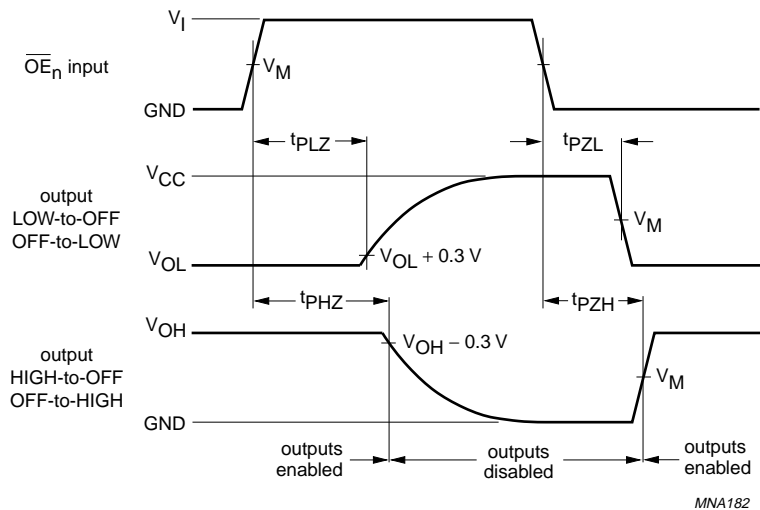 V_I
O̅E̅_n input
V_M
GND
t_PLZ
t_PZL
V_CC
output
LOW-to-OFF
OFF-to-LOW
V_M
V_OL
V_OL + 0.3 V
t_PHZ
t_PZH
V_OH
V_OH − 0.3 V
output
HIGH-to-OFF
OFF-to-HIGH
V_M
GND
outputs
enabled
outputs
disabled
outputs
enabled
MNA182